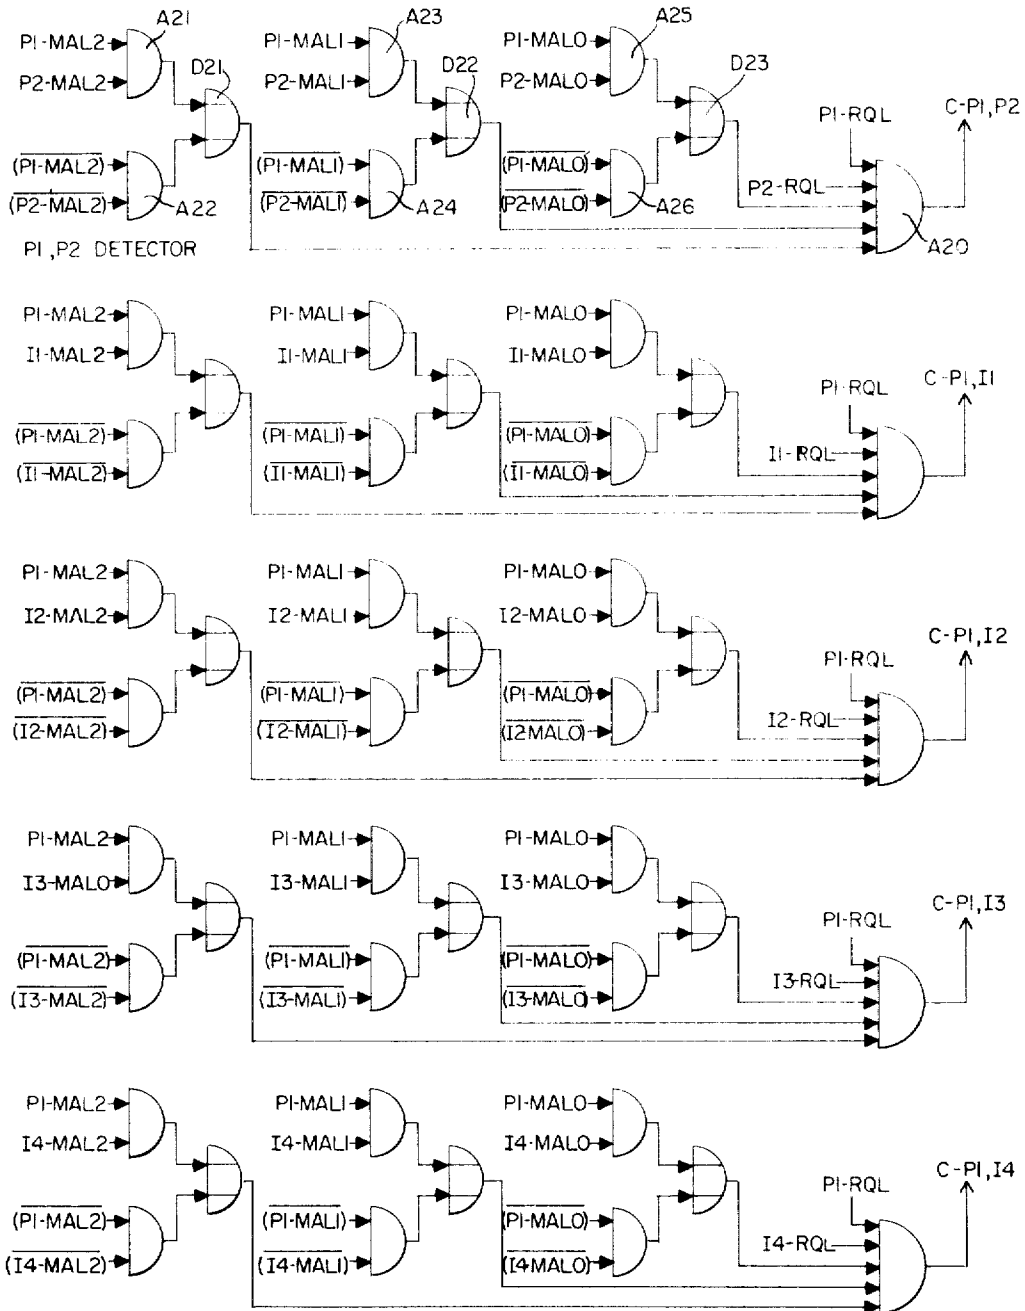 A21
A23
A25
P1-MAL2
P1-MAL1
P1-MAL0
D21
D22
D23
P2-MAL2
P2-MAL1
P2-MAL0
C-P1,P2
P1-RQL
(P1-MAL2)
(P1-MAL1)
(P1-MAL0)
P2-RQL
(P2-MAL2)
(P2-MAL1)
(P2-MAL0)
A22
A24
A26
A20
P1,P2 DETECTOR
P1-MAL2
P1-MAL1
P1-MAL0
I1-MAL2
I1-MAL1
I1-MAL0
C-P1,I1
P1-RQL
(P1-MAL2)
(P1-MAL1)
(P1-MAL0)
I1-RQL
(I1-MAL2)
(I1-MAL1)
(I1-MAL0)
P1-MAL2
P1-MAL1
P1-MAL0
I2-MAL2
I2-MAL1
I2-MAL0
C-P1,I2
P1-RQL
(P1-MAL2)
(P1-MAL1)
(P1-MAL0)
I2-RQL
(I2-MAL2)
(I2-MAL1)
(I2MAL0)
P1-MAL2
P1-MAL1
P1-MAL0
I3-MAL0
I3-MAL1
I3-MAL0
C-P1,I3
P1-RQL
(P1-MAL2)
(P1-MAL1)
(P1-MAL0)
I3-RQL
(I3-MAL2)
(I3-MAL1)
(I3-MAL0)
P1-MAL2
P1-MAL1
P1-MAL0
I4-MAL2
I4-MAL1
I4-MAL0
C-P1,I4
P1-RQL
(P1-MAL2)
(P1-MAL1)
(P1-MAL0)
I4-RQL
(I4-MAL2)
(I4-MAL1)
(I4-MAL0)